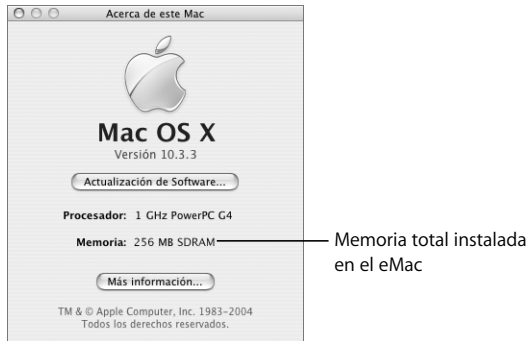 Acerca de este Mac
Mac OS X
Versión 10.3.3
Actualización de Software...
Procesador: 1 GHz PowerPC G4
Memoria: 256 MB SDRAM
Memoria total instalada
en el eMac
Más información...
TM & © Apple Computer, Inc. 1983-2004
Todos los derechos reservados.